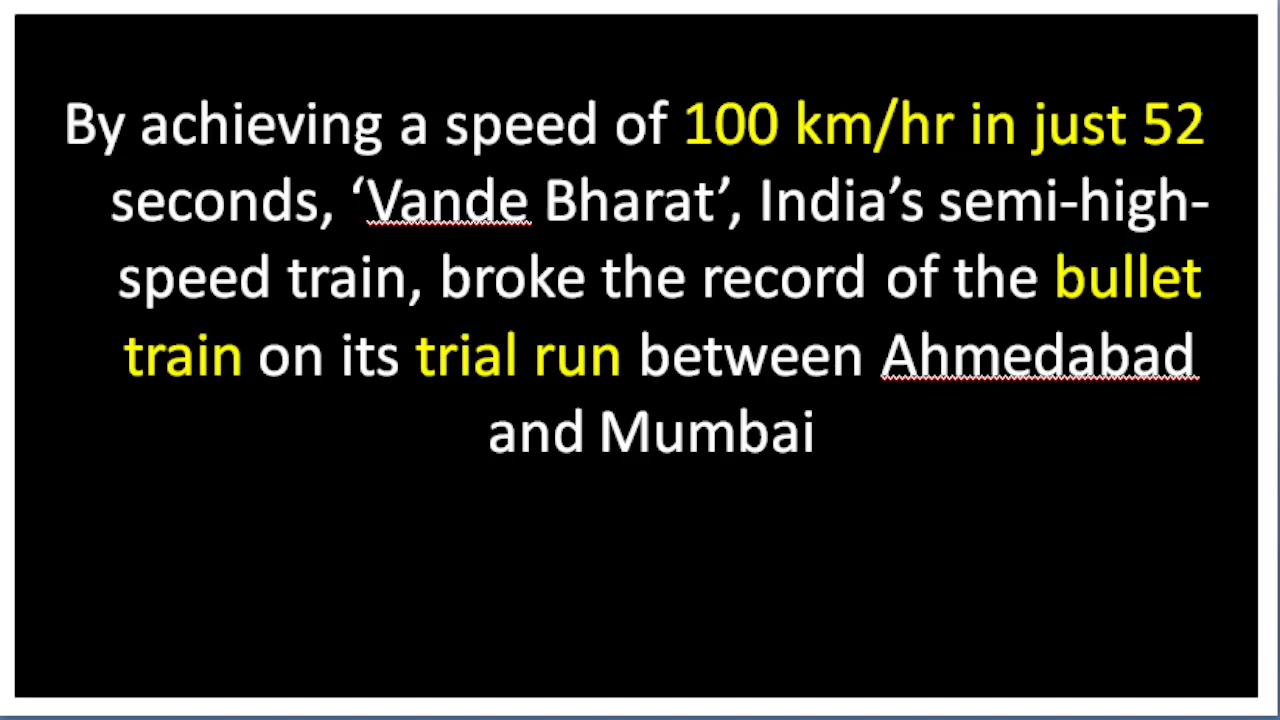 By achieving a speed of 100 km/hr in just 52
seconds, ‘Vande Bharat’, India’s semi-high-
speed train, broke the record of the bullet
train on its trial run between Ahmedabad
and Mumbai